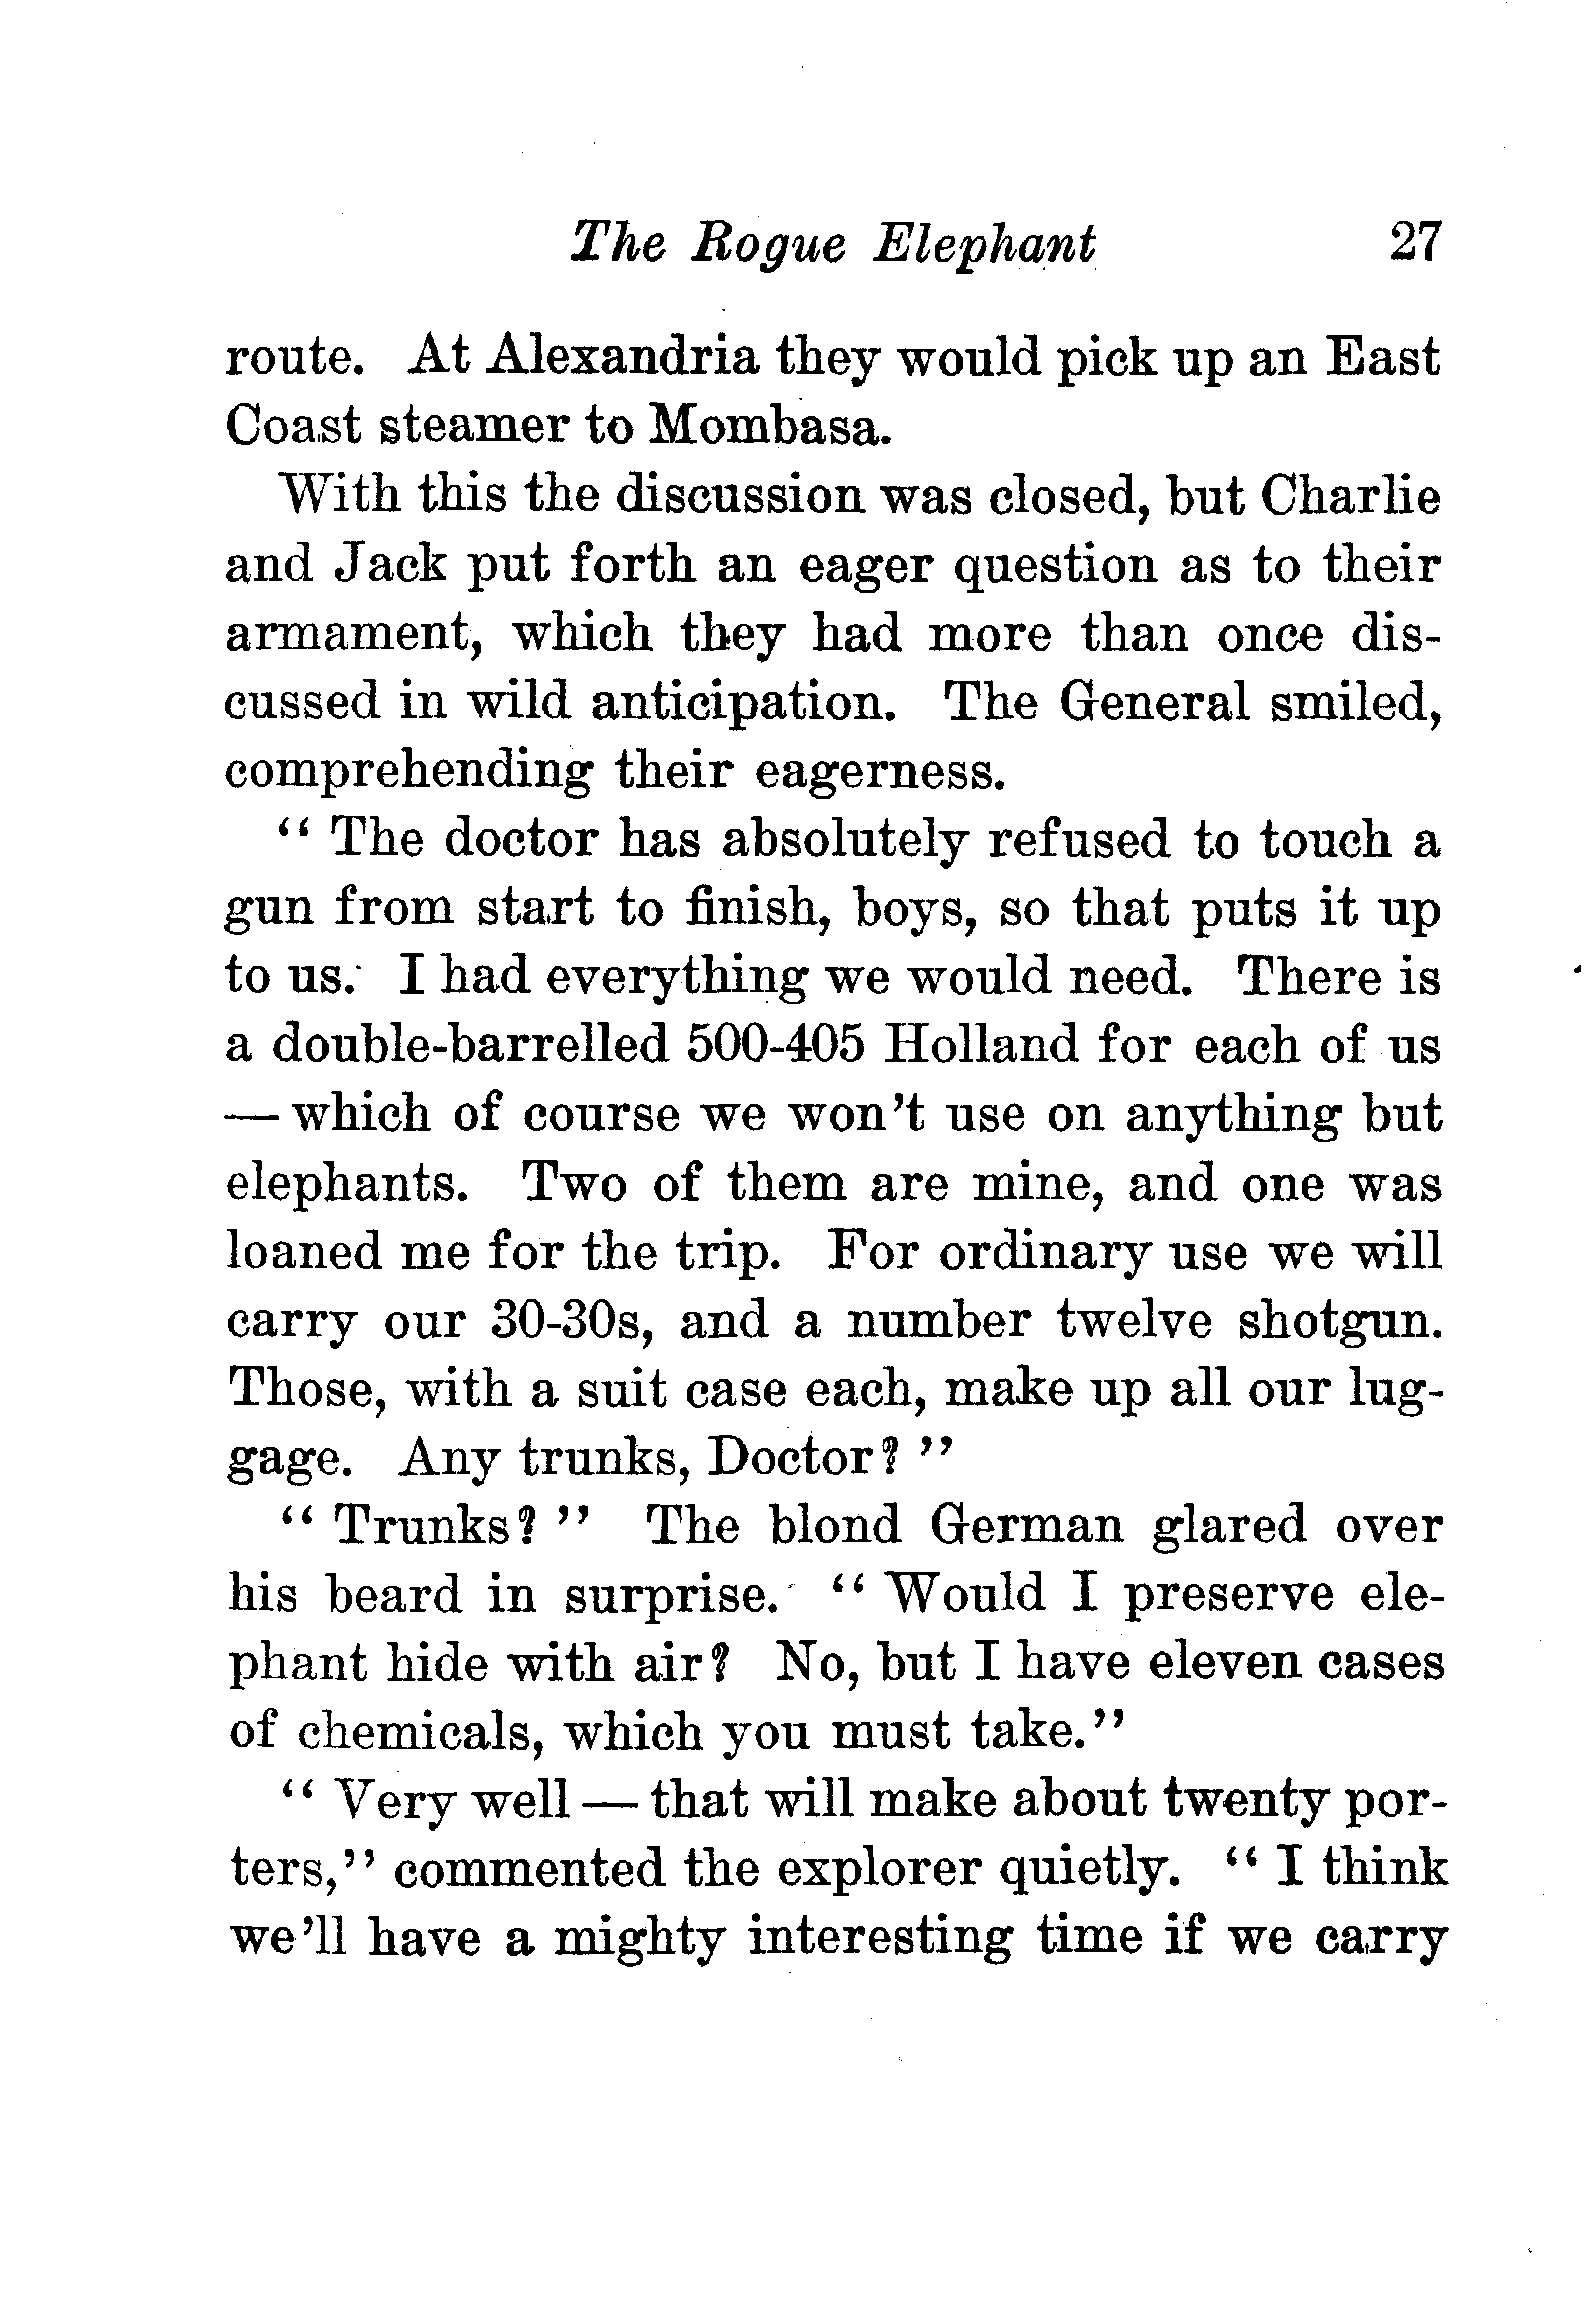 The Rogue Elephant 27
route. At Alexandria they would pick up an East
Coast steamer to Mombasa.
With this the discussion was closed, but Charlie
and Jack put forth an eager question as to their
armament, which they had more than once dis-
cussed in wild anticipation. The General smiled,
comprehending their eagerness.
“ The doctor has absolutely refused to touch a
gun from start to finish, boys, so that puts it up
to us. I had everything we would need. There is
a double-barrelled 500-405 Holland for each of us
— which of course we won’t use on anything but
elephants. Two of them are mine, and one was
loaned me for the trip. For ordinary use we will
carry our 30-30s, and a number twelve shotgun.
Those, with a suit case each, make up all our lug-
gage. Any trunks, Doctor? ”
“ Trunks? ” The blond German glared over
his beard in surprise. “ Would I preserve ele-
phant hide with air? No, but I have eleven cases
of chemicals, which you must take.”
“ Very well — that will make about twenty por-
ters,” commented the explorer quietly. “ I think
we’ll have a mighty interesting time if we carry